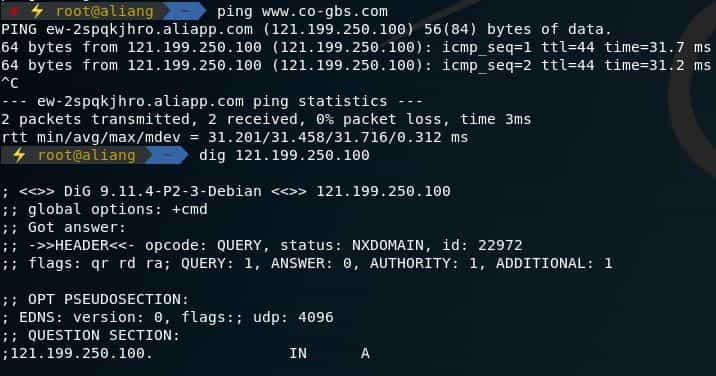 # ⚡ root@aliang ~ ping www.co-gbs.com
PING ew-2spqkjhro.aliapp.com (121.199.250.100) 56(84) bytes of data.
64 bytes from 121.199.250.100 (121.199.250.100): icmp_seq=1 ttl=44 time=31.7 ms
64 bytes from 121.199.250.100 (121.199.250.100): icmp_seq=2 ttl=44 time=31.2 ms
^C
--- ew-2spqkjhro.aliapp.com ping statistics ---
2 packets transmitted, 2 received, 0% packet loss, time 3ms
rtt min/avg/max/mdev = 31.201/31.458/31.716/0.312 ms
⚡ root@aliang ~ dig 121.199.250.100
; <<>> DiG 9.11.4-P2-3-Debian <<>> 121.199.250.100
;; global options: +cmd
;; Got answer:
;; ->>HEADER<<- opcode: QUERY, status: NXDOMAIN, id: 22972
;; flags: qr rd ra; QUERY: 1, ANSWER: 0, AUTHORITY: 1, ADDITIONAL: 1
;; OPT PSEUDOSECTION:
; EDNS: version: 0, flags:; udp: 4096
;; QUESTION SECTION:
;121.199.250.100. IN A